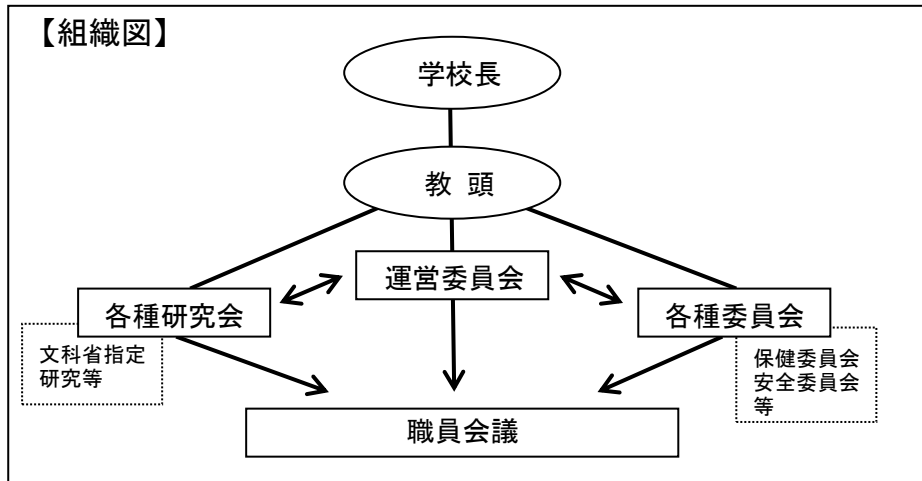 【組織図】
学校長
教 頭
運営委員会
各種研究会
各種委員会
文科省指定
研究等
保健委員会
安全委員会
等
職員会議